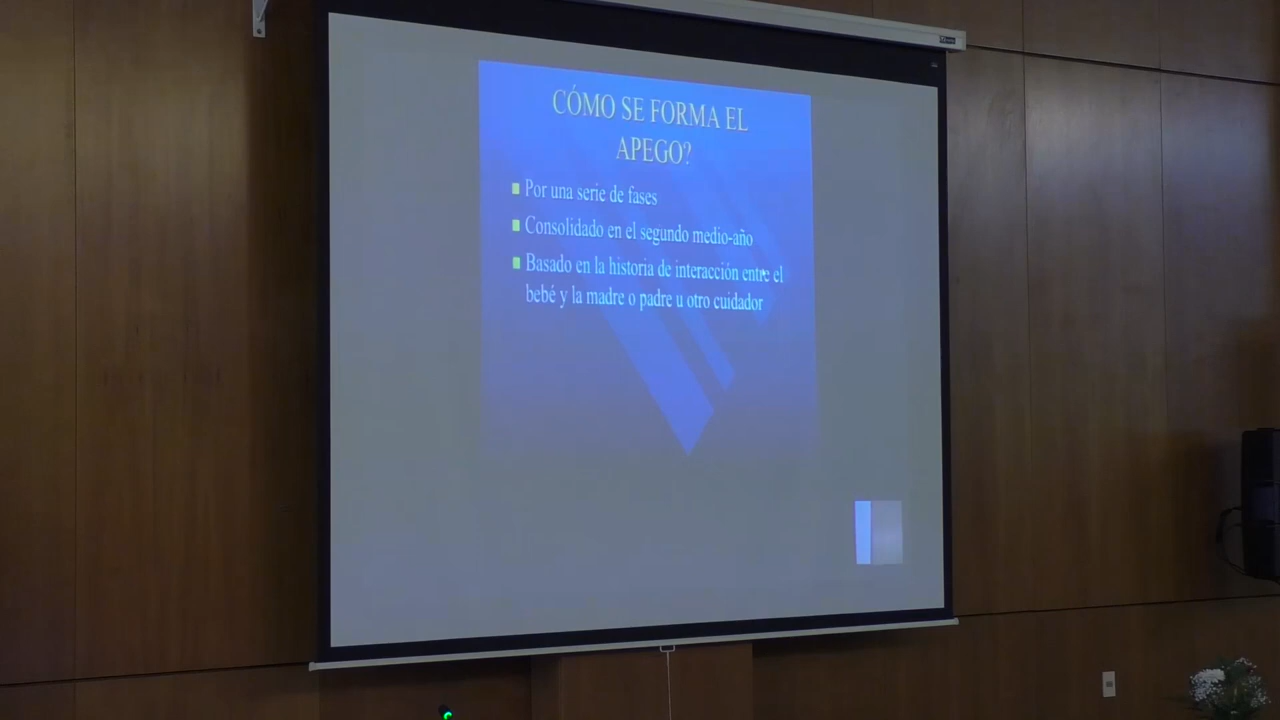 CÓMO SE FORMA EL
APEGO?
Por una serie de fases
Consolidado en el segundo medio-año
Basado en la historia de interacción entre el
bebé y la madre o padre u otro cuidador